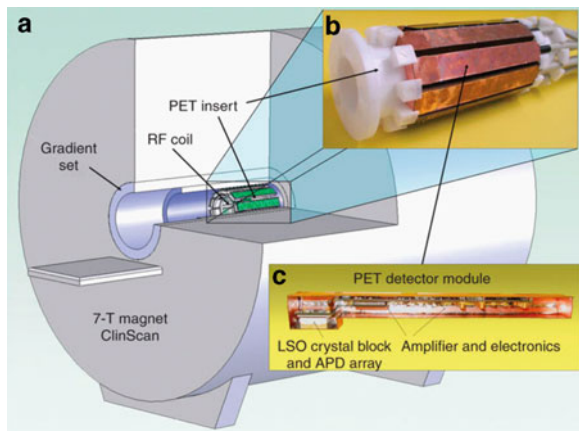 a
b
PET insert
RF coil
Gradient
set
7-T magnet
ClinScan
c
PET detector module
LSO crystal block
and APD array
Amplifier and electronics